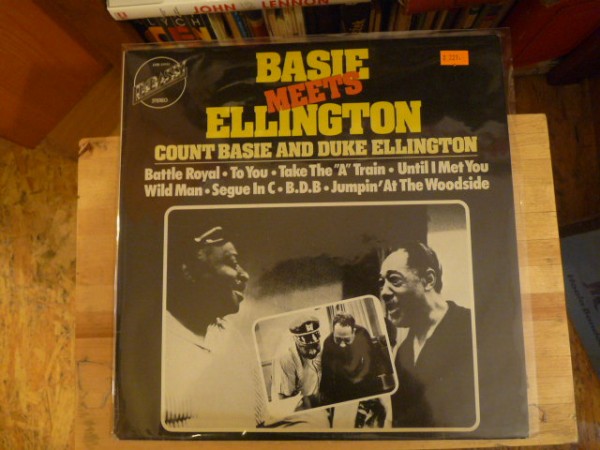 JOHN LENNON
BASIE
MEETS
ELLINGTON
COUNT BASIE AND DUKE ELLINGTON
Battle Royal • To You • Take The "A" Train • Until I Met You
Wild Man • Segue In C • B.D.B • Jumpin' At The Woodside
STEREO